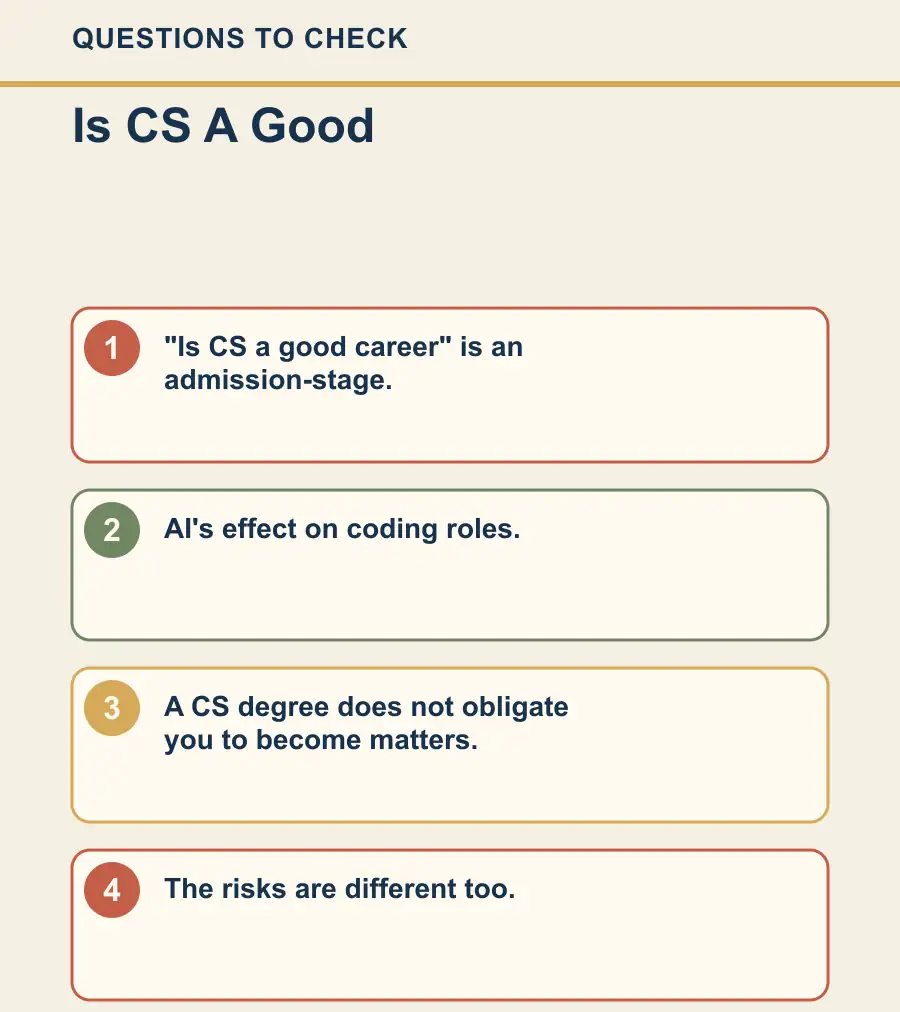 QUESTIONS TO CHECK
Is CS A Good
1
"Is CS a good career" is an
admission-stage.
2
AI's effect on coding roles.
3
A CS degree does not obligate
you to become matters.
4
The risks are different too.